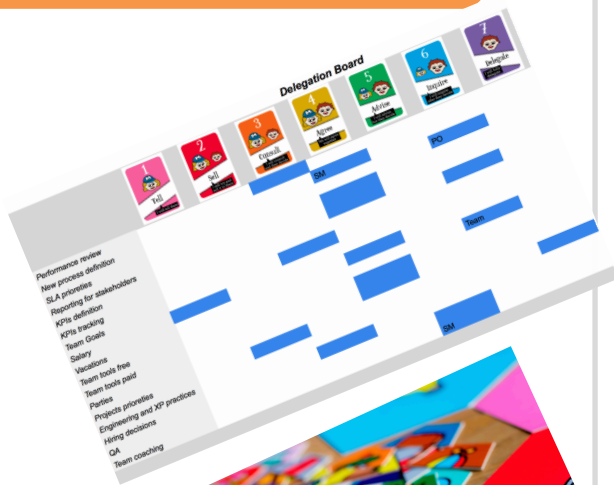 Delegation Board
1
Tell
2
Sell
3
Consult
4
Agree
5
Advise
6
Inquire
7
Delegate
Performance review
New process definition
SLA prioreties
Reporting for stakeholders
KPIs definition
KPIs tracking
Team Goals
Salary
Vacations
Team tools free
Team tools paid
Parties
Projects prioreties
Engineering and XP practices
Hiring decisions
QA
Team coaching
SM
PO
Team
SM